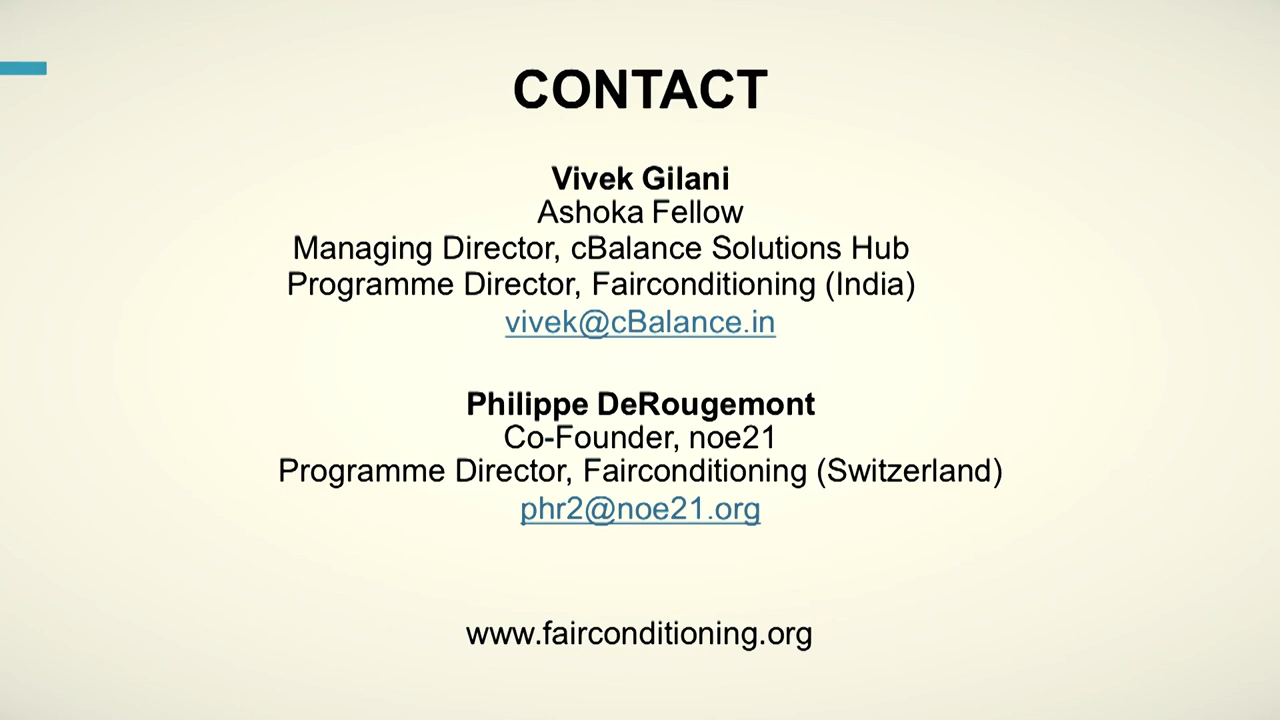 CONTACT
Vivek Gilani
Ashoka Fellow
Managing Director, cBalance Solutions Hub
Programme Director, Fairconditioning (India)
vivek@cBalance.in
Philippe DeRougemont
Co-Founder, noe21
Programme Director, Fairconditioning (Switzerland)
phr2@noe21.org
www.fairconditioning.org